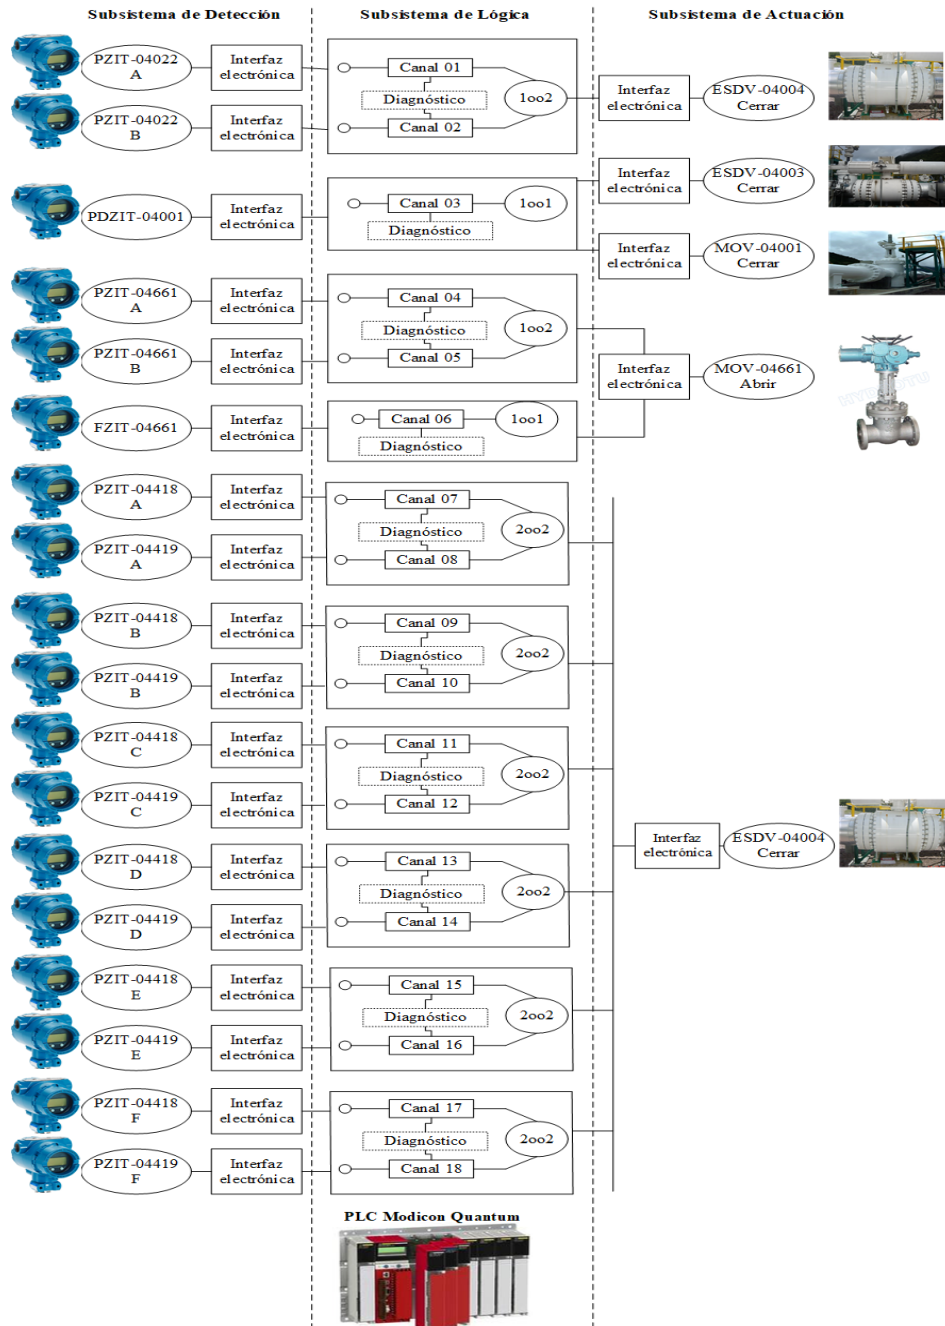 Subsistema de Detección
Subsistema de Lógica
Subsistema de Actuación
PZIT-04022
A
Interfaz
electrónica
Canal 01
Diagnóstico
Canal 02
1oo2
Interfaz
electrónica
ESDV-04004
Cerrar
PZIT-04022
B
Interfaz
electrónica
PDZIT-04001
Interfaz
electrónica
Canal 03
Diagnóstico
1oo1
Interfaz
electrónica
ESDV-04003
Cerrar
Interfaz
electrónica
MOV-04001
Cerrar
PZIT-04661
A
Interfaz
electrónica
Canal 04
Diagnóstico
Canal 05
1oo2
PZIT-04661
B
Interfaz
electrónica
Interfaz
electrónica
MOV-04661
Abrir
FZIT-04661
Interfaz
electrónica
Canal 06
Diagnóstico
1oo1
PZIT-04418
A
Interfaz
electrónica
Canal 07
Diagnóstico
Canal 08
2oo2
PZIT-04419
A
Interfaz
electrónica
PZIT-04418
B
Interfaz
electrónica
Canal 09
Diagnóstico
Canal 10
2oo2
PZIT-04419
B
Interfaz
electrónica
PZIT-04418
C
Interfaz
electrónica
Canal 11
Diagnóstico
Canal 12
2oo2
PZIT-04419
C
Interfaz
electrónica
Interfaz
electrónica
ESDV-04004
Cerrar
PZIT-04418
D
Interfaz
electrónica
Canal 13
Diagnóstico
Canal 14
2oo2
PZIT-04419
D
Interfaz
electrónica
PZIT-04418
E
Interfaz
electrónica
Canal 15
Diagnóstico
Canal 16
2oo2
PZIT-04419
E
Interfaz
electrónica
PZIT-04418
F
Interfaz
electrónica
Canal 17
Diagnóstico
Canal 18
2oo2
PZIT-04419
F
Interfaz
electrónica
PLC Modicon Quantum